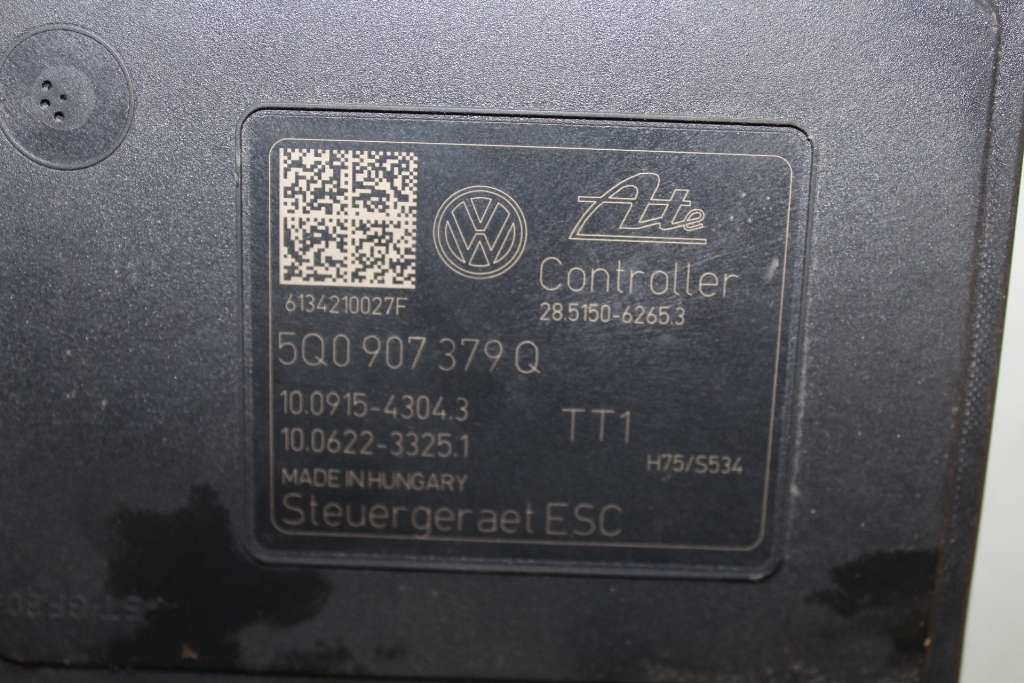 Ate
Controller
6134210027F
28.5150-6265.3
5Q0 907 379 Q
10.0915-4304.3
TT1
10.0622-3325.1
H75/S534
MADE IN HUNGARY
Steuergeraet ESC